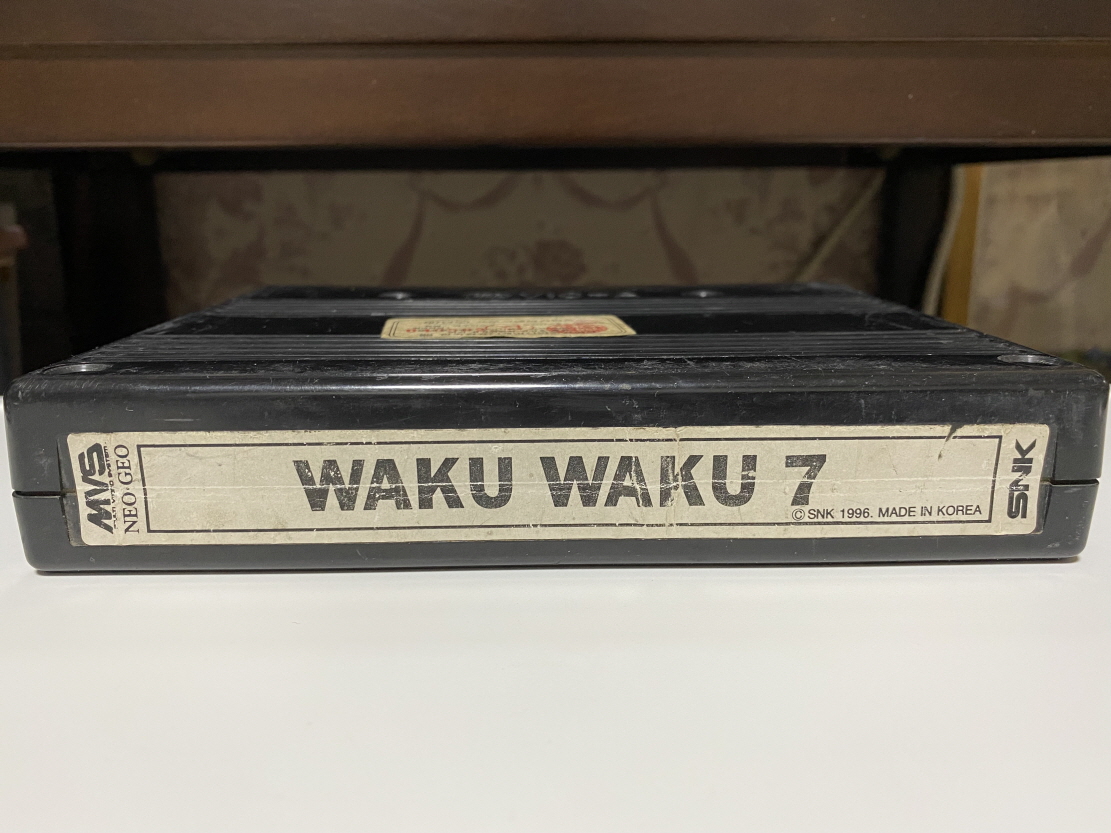 MVS
NEO·GEO
WAKU WAKU 7
©SNK 1996. MADE IN KOREA
SNK